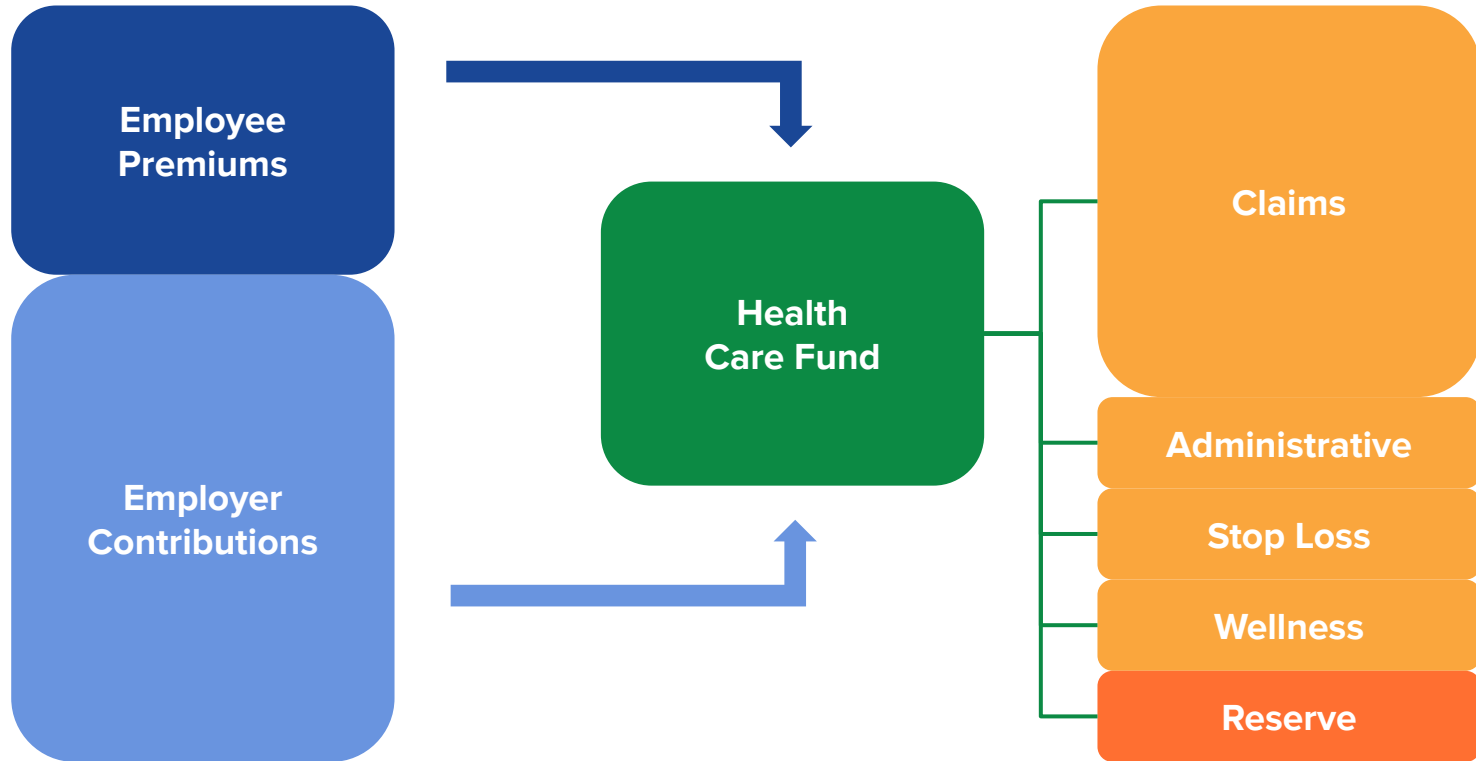 Employee
Premiums
Employer
Contributions
Health
Care Fund
Claims
Administrative
Stop Loss
Wellness
Reserve